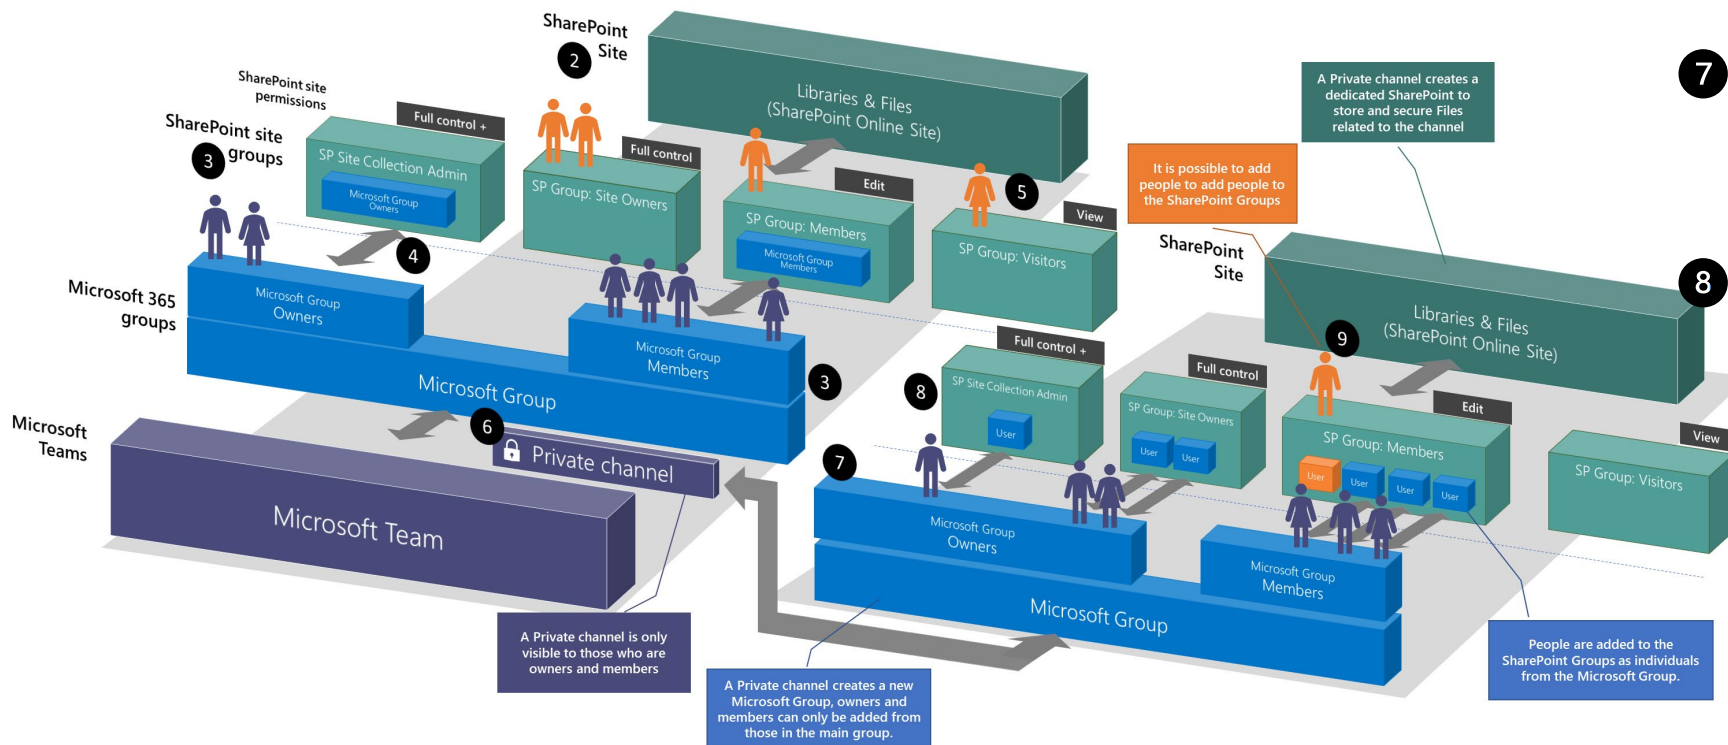 SharePoint
Site
2
SharePoint site
permissions
SharePoint site
groups
3
Full control +
SP Site Collection Admin
Microsoft Group
Owners
Full control
SP Group: Site Owners
Libraries & Files
(SharePoint Online Site)
Edit
SP Group: Members
Microsoft Group
Members
5
View
SP Group: Visitors
4
Microsoft 365
groups
Microsoft Group
Owners
Microsoft Group
Members
Microsoft Group
3
Microsoft
Teams
6
Private channel
Microsoft Team
A Private channel is only
visible to those who are
owners and members
A Private channel creates a
dedicated SharePoint to
store and secure Files
related to the channel
7
It is possible to add
people to add people to
the SharePoint Groups
SharePoint
Site
Libraries & Files
(SharePoint Online Site)
8
9
Full control +
8
SP Site Collection Admin
User
Full control
SP Group: Site Owners
User
User
Edit
SP Group: Members
User
User
User
User
View
SP Group: Visitors
7
Microsoft Group
Owners
Microsoft Group
Members
Microsoft Group
A Private channel creates a new
Microsoft Group, owners and
members can only be added from
those in the main group.
People are added to the
SharePoint Groups as individuals
from the Microsoft Group.